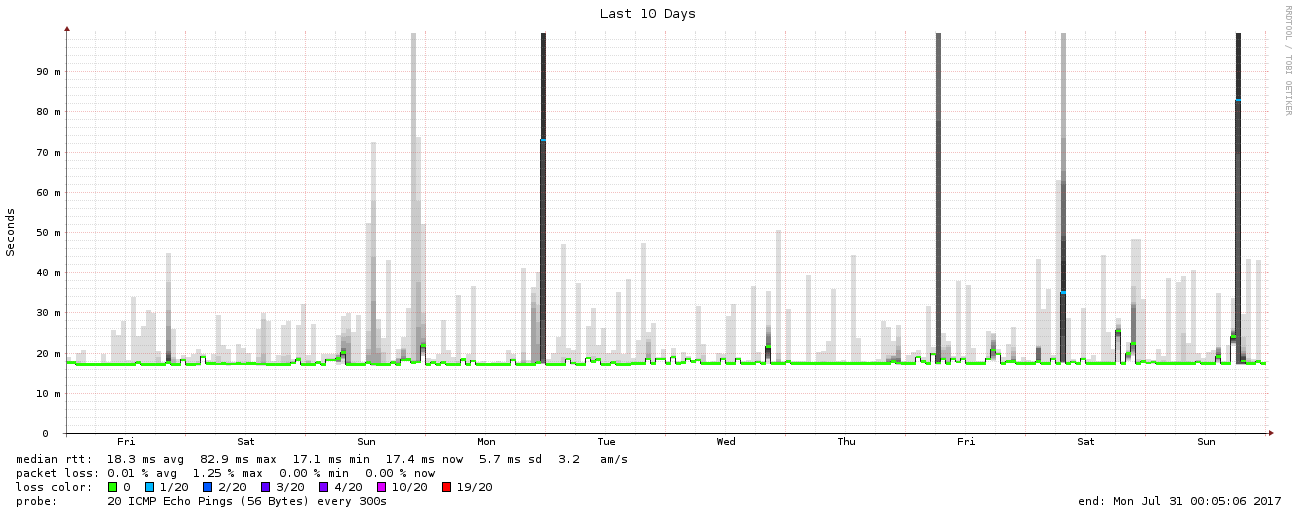 Last 10 Days
RRDTOOL / TOBI OETIKER
Seconds
90 m
80 m
70 m
60 m
50 m
40 m
30 m
20 m
10 m
0
Fri Sat Sun Mon Tue Wed Thu Fri Sat Sun
median rtt: 18.3 ms avg 82.9 ms max 17.1 ms min 17.4 ms now 5.7 ms sd 3.2 am/s
packet loss: 0.01 % avg 1.25 % max 0.00 % min 0.00 % now
loss color: 0 1/20 2/20 3/20 4/20 10/20 19/20
probe: 20 ICMP Echo Pings (56 Bytes) every 300s end: Mon Jul 31 00:05:06 2017